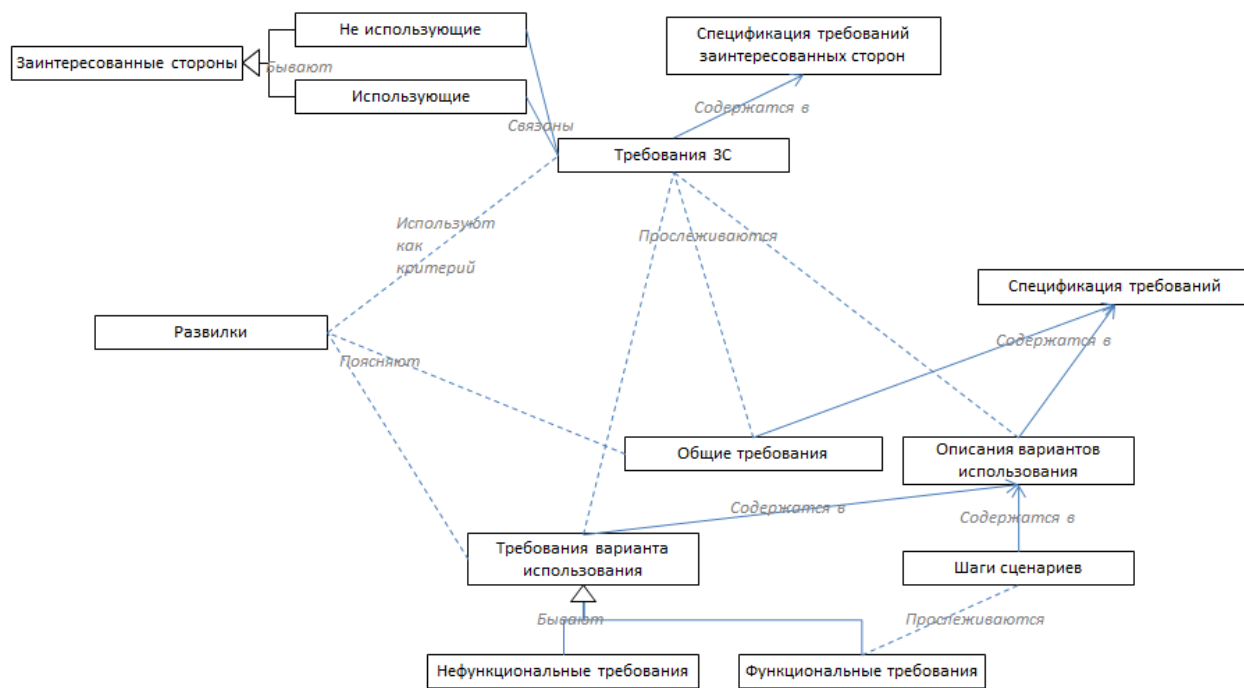 Не использующие
Спецификация требований
заинтересованных сторон
Заинтересованные стороны
Бывают
Использующие
Содержатся в
Связаны
Требования ЗС
Используют
как
критерий
Прослеживаются
Спецификация требований
Развилки
Содержатся в
Поясняют
Общие требования
Описания вариантов
использования
Содержатся в
Содержатся в
Требования варианта
использования
Шаги сценариев
Бывают
Прослеживаются
Нефункциональные требования
Функциональные требования